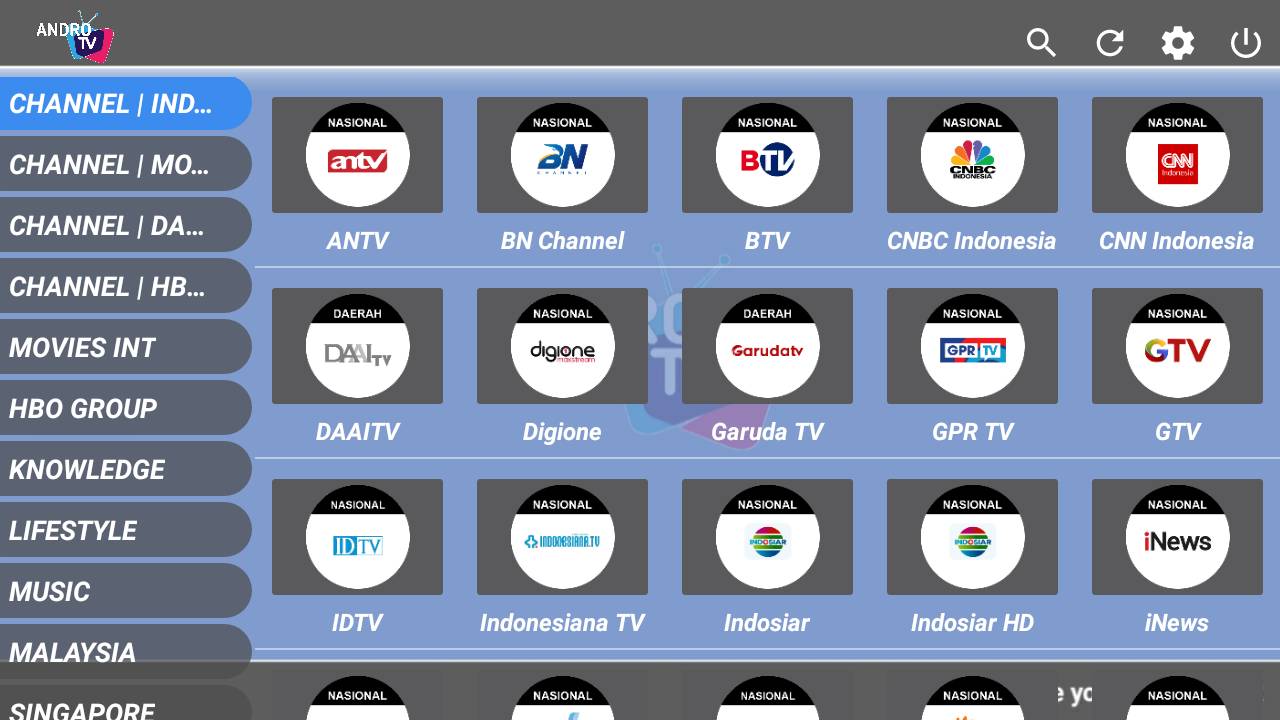 ANDRO
TV
CHANNEL | IND...
CHANNEL | MO...
CHANNEL | DA...
CHANNEL | HB...
MOVIES INT
HBO GROUP
KNOWLEDGE
LIFESTYLE
MUSIC
MALAYSIA
SINGAPORE
NASIONAL NASIONAL NASIONAL NASIONAL NASIONAL
antv BN CHANNEL BTV CNBC INDONESIA CNN Indonesia
ANTV BN Channel BTV CNBC Indonesia CNN Indonesia
DAERAH NASIONAL DAERAH NASIONAL NASIONAL
DAAI TV digione maxstream Garudatv GPR TV GTV
DAAITV Digione Garuda TV GPR TV GTV
NASIONAL NASIONAL NASIONAL NASIONAL NASIONAL
IDTV INDONESIANA.TV INDOSIAR INDOSIAR iNews
IDTV Indonesiana TV Indosiar Indosiar HD iNews
NASIONAL NASIONAL NASIONAL NASIONAL NASIONAL